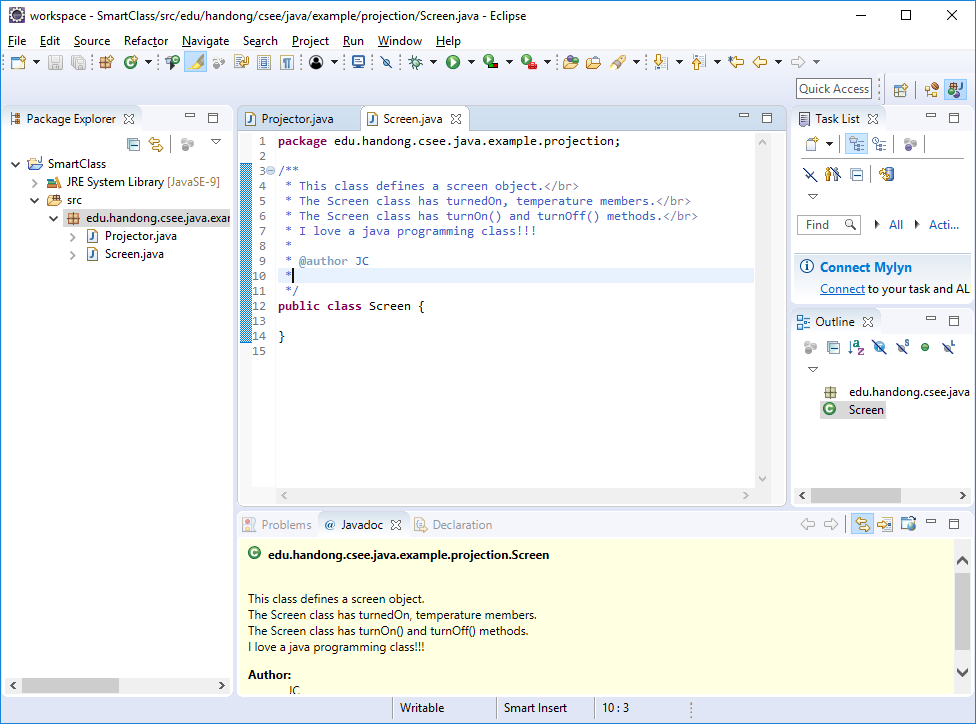 workspace - SmartClass/src/edu/handong/csee/java/example/projection/Screen.java - Eclipse
File Edit Source Refactor Navigate Search Project Run Window Help
Quick Access
Package Explorer
SmartClass
JRE System Library [JavaSE-9]
src
edu.handong.csee.java.exar
Projector.java
Screen.java
Projector.java Screen.java
1 package edu.handong.csee.java.example.projection;
2
3 /**
4 * This class defines a screen object.</br>
5 * The Screen class has turnedOn, temperature members.</br>
6 * The Screen class has turnOn() and turnOff() methods.</br>
7 * I love a java programming class!!!
8 *
9 * @author JC
10 *
11 */
12 public class Screen {
13
14 }
15
Task List
Find All Acti...
Connect Mylyn
Connect to your task and AL
Outline
edu.handong.csee.java
Screen
Problems @ Javadoc Declaration
edu.handong.csee.java.example.projection.Screen
This class defines a screen object.
The Screen class has turnedOn, temperature members.
The Screen class has turnOn() and turnOff() methods.
I love a java programming class!!!
Author:
JC
Writable Smart Insert 10 : 3